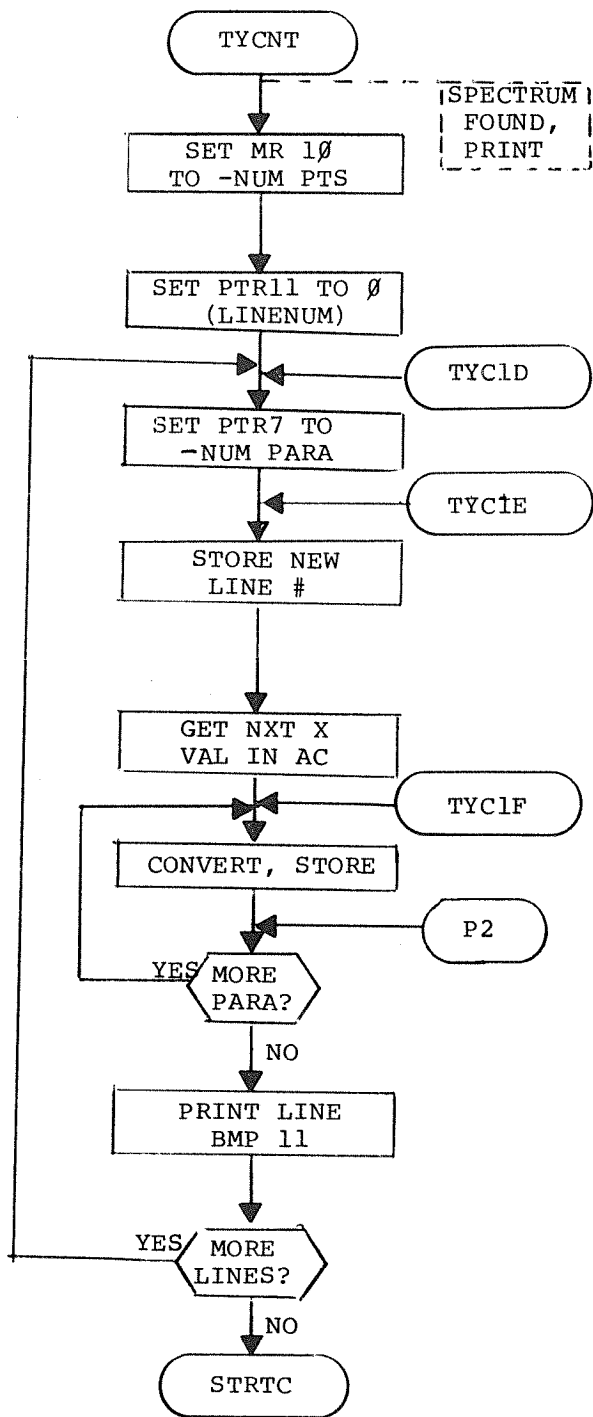 TYCNT
SPECTRUM
FOUND,
PRINT
SET MR 1Ø
TO -NUM PTS
SET PTR11 TO Ø
(LINENUM)
TYC1D
SET PTR7 TO
-NUM PARA
TYC1E
STORE NEW
LINE #
GET NXT X
VAL IN AC
TYC1F
CONVERT, STORE
P2
YES
MORE
PARA?
NO
PRINT LINE
BMP 11
YES
MORE
LINES?
NO
STRTC